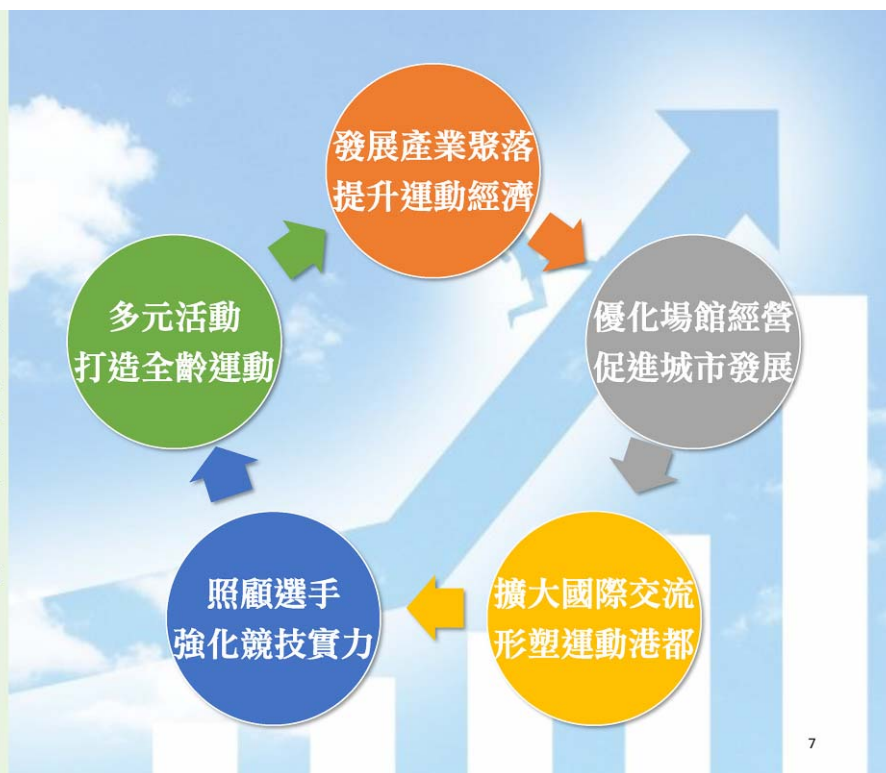 發展產業聚落
提升運動經濟
優化場館經營
促進城市發展
擴大國際交流
形塑運動港都
照顧選手
強化競技實力
多元活動
打造全齡運動
7